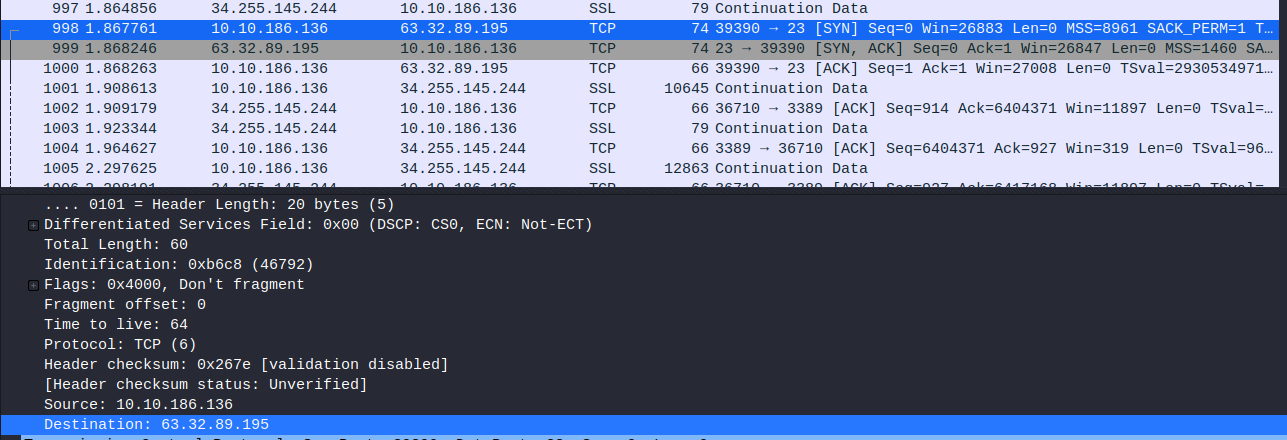 997 1.864856 34.255.145.244 10.10.186.136 SSL 79 Continuation Data
998 1.867761 10.10.186.136 63.32.89.195 TCP 74 39390 → 23 [SYN] Seq=0 Win=26883 Len=0 MSS=8961 SACK_PERM=1 T…
999 1.868246 63.32.89.195 10.10.186.136 TCP 74 23 → 39390 [SYN, ACK] Seq=0 Ack=1 Win=26847 Len=0 MSS=1460 SA…
1000 1.868263 10.10.186.136 63.32.89.195 TCP 66 39390 → 23 [ACK] Seq=1 Ack=1 Win=27008 Len=0 TSval=2930534971…
1001 1.908613 10.10.186.136 34.255.145.244 SSL 10645 Continuation Data
1002 1.909179 34.255.145.244 10.10.186.136 TCP 66 36710 → 3389 [ACK] Seq=914 Ack=6404371 Win=11897 Len=0 TSval=…
1003 1.923344 34.255.145.244 10.10.186.136 SSL 79 Continuation Data
1004 1.964627 10.10.186.136 34.255.145.244 TCP 66 3389 → 36710 [ACK] Seq=6404371 Ack=927 Win=319 Len=0 TSval=96…
1005 2.297625 10.10.186.136 34.255.145.244 SSL 12863 Continuation Data
.... 0101 = Header Length: 20 bytes (5)
Differentiated Services Field: 0x00 (DSCP: CS0, ECN: Not-ECT)
Total Length: 60
Identification: 0xb6c8 (46792)
Flags: 0x4000, Don't fragment
Fragment offset: 0
Time to live: 64
Protocol: TCP (6)
Header checksum: 0x267e [validation disabled]
[Header checksum status: Unverified]
Source: 10.10.186.136
Destination: 63.32.89.195